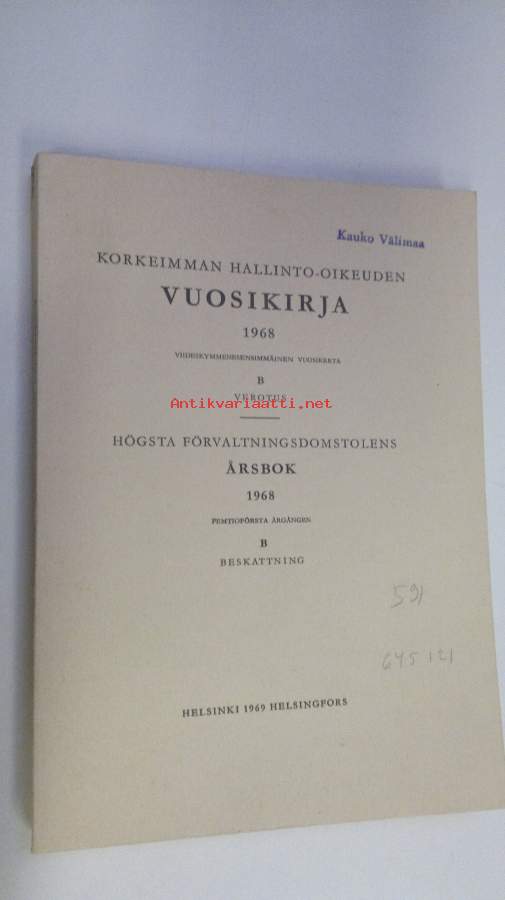 Kauko Välimaa
KORKEIMMAN HALLINTO-OIKEUDEN
VUOSIKIRJA
1968
VIIDESKYMMENESENSIMMÄINEN VUOSIKERTA
B
VEROTUS
Antikvariaatti.net
HÖGSTA FÖRVALTNINGSDOMSTOLENS
ÅRSBOK
1968
FEMTIOFÖRSTA ÅRGÅNGEN
B
BESKATTNING
591
645 121
HELSINKI 1969 HELSINGFORS